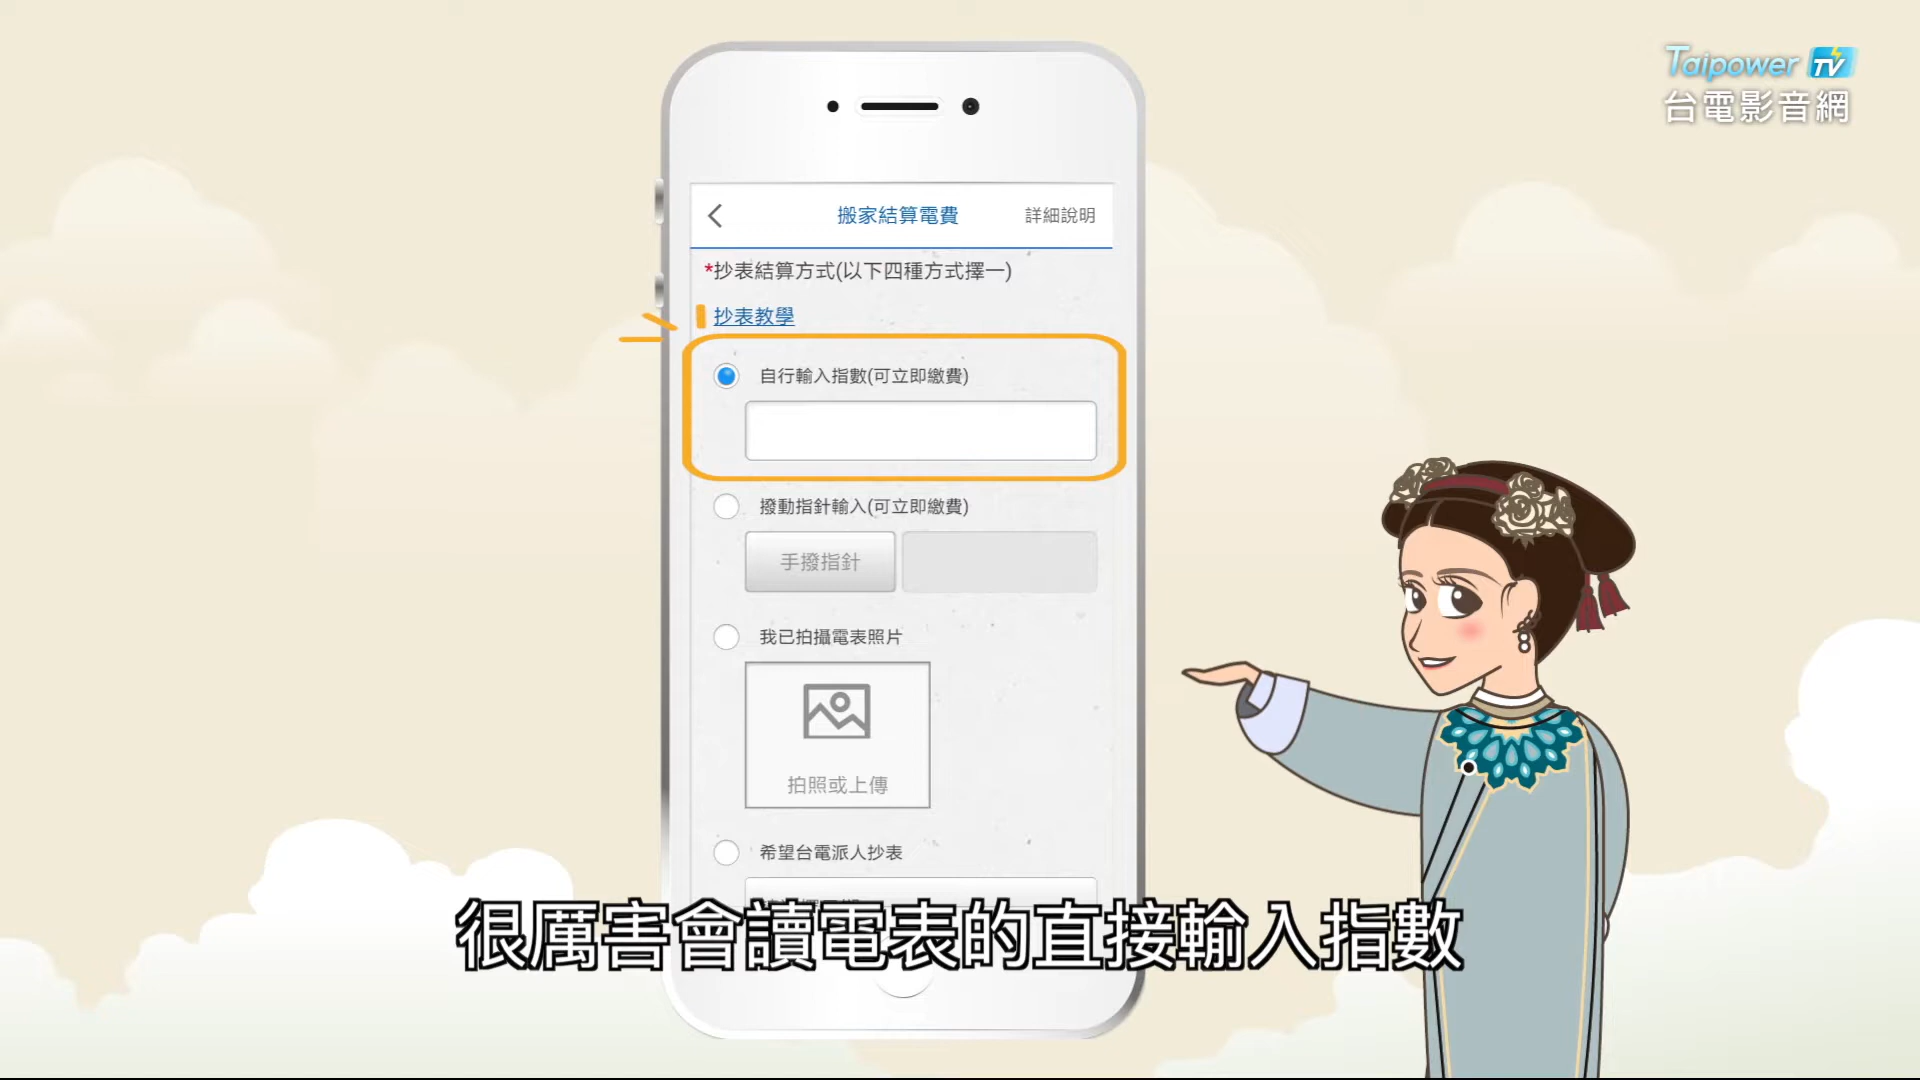 Taipower TV
台電影音網
搬家結算電費
詳細說明
*抄表結算方式(以下四種方式擇一)
抄表教學
自行輸入指數(可立即繳費)
撥動指針輸入(可立即繳費)
手撥指針
我已拍攝電表照片
拍照或上傳
希望台電派人抄表
很厲害會讀電表的直接輸入指數